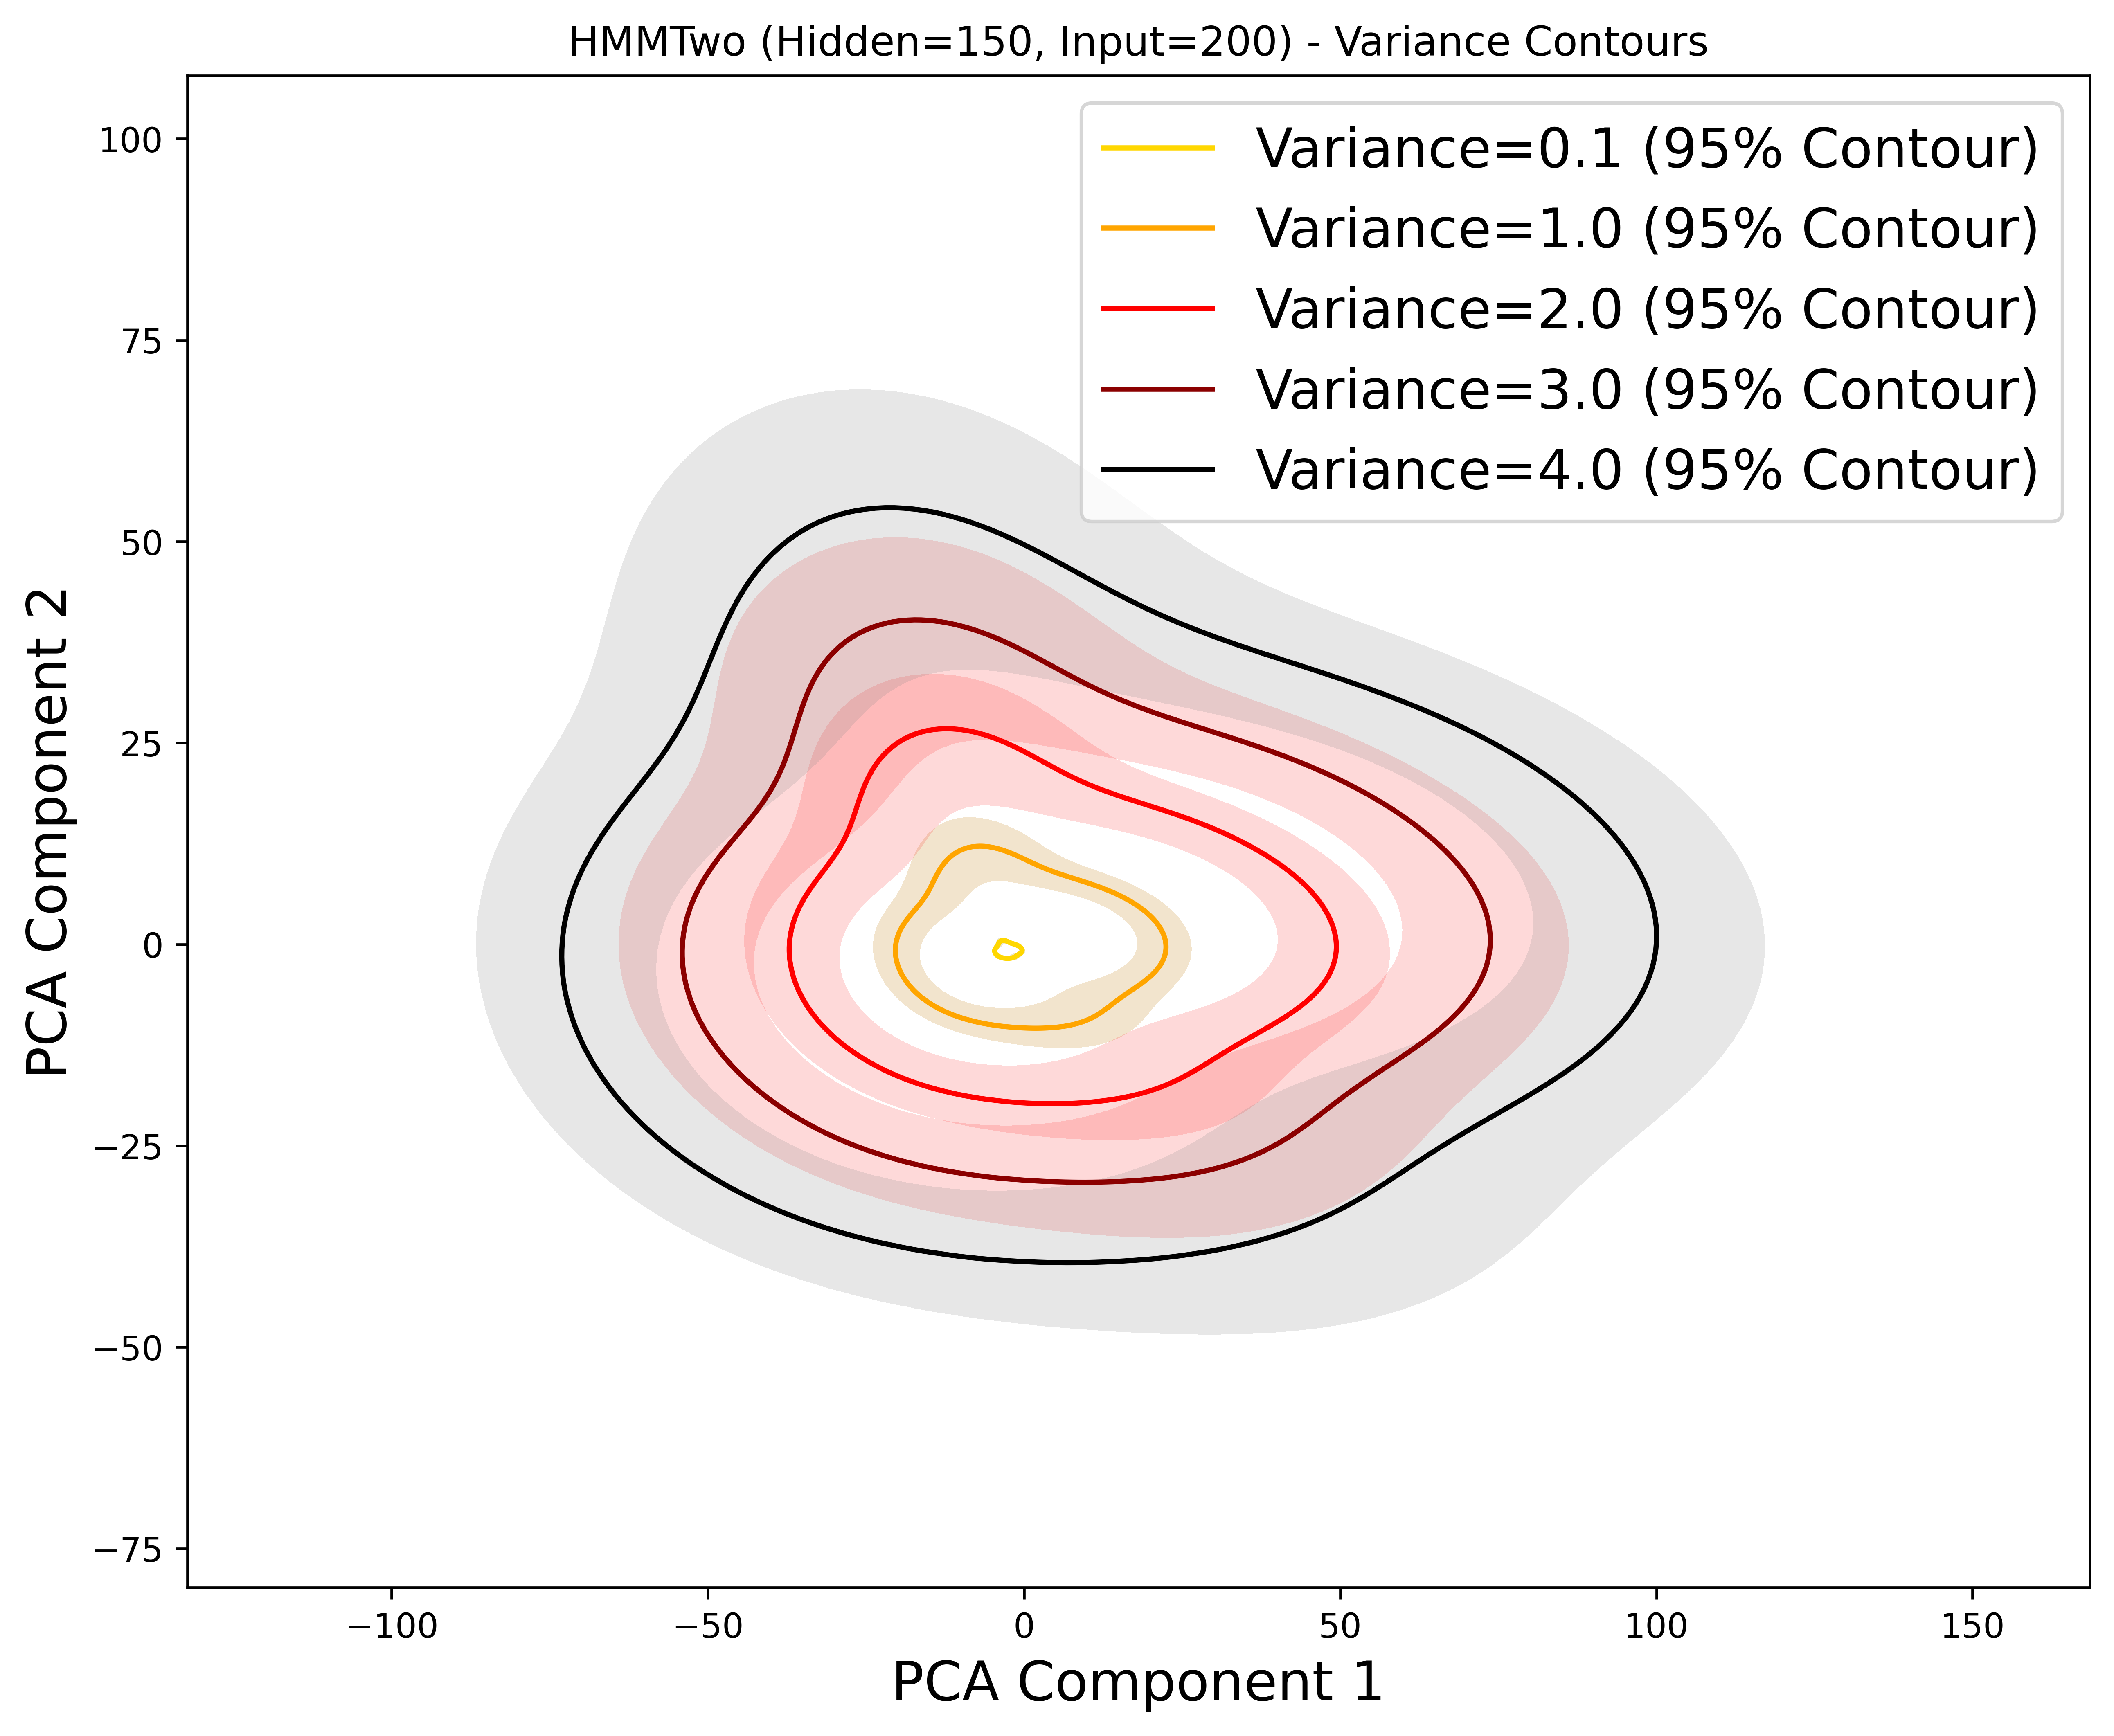 HMMTwo (Hidden=150, Input=200) - Variance Contours
Variance=0.1 (95% Contour)
Variance=1.0 (95% Contour)
Variance=2.0 (95% Contour)
Variance=3.0 (95% Contour)
Variance=4.0 (95% Contour)
PCA Component 2
100
75
50
25
0
−25
−50
−75
−100
−50
0
50
100
150
PCA Component 1